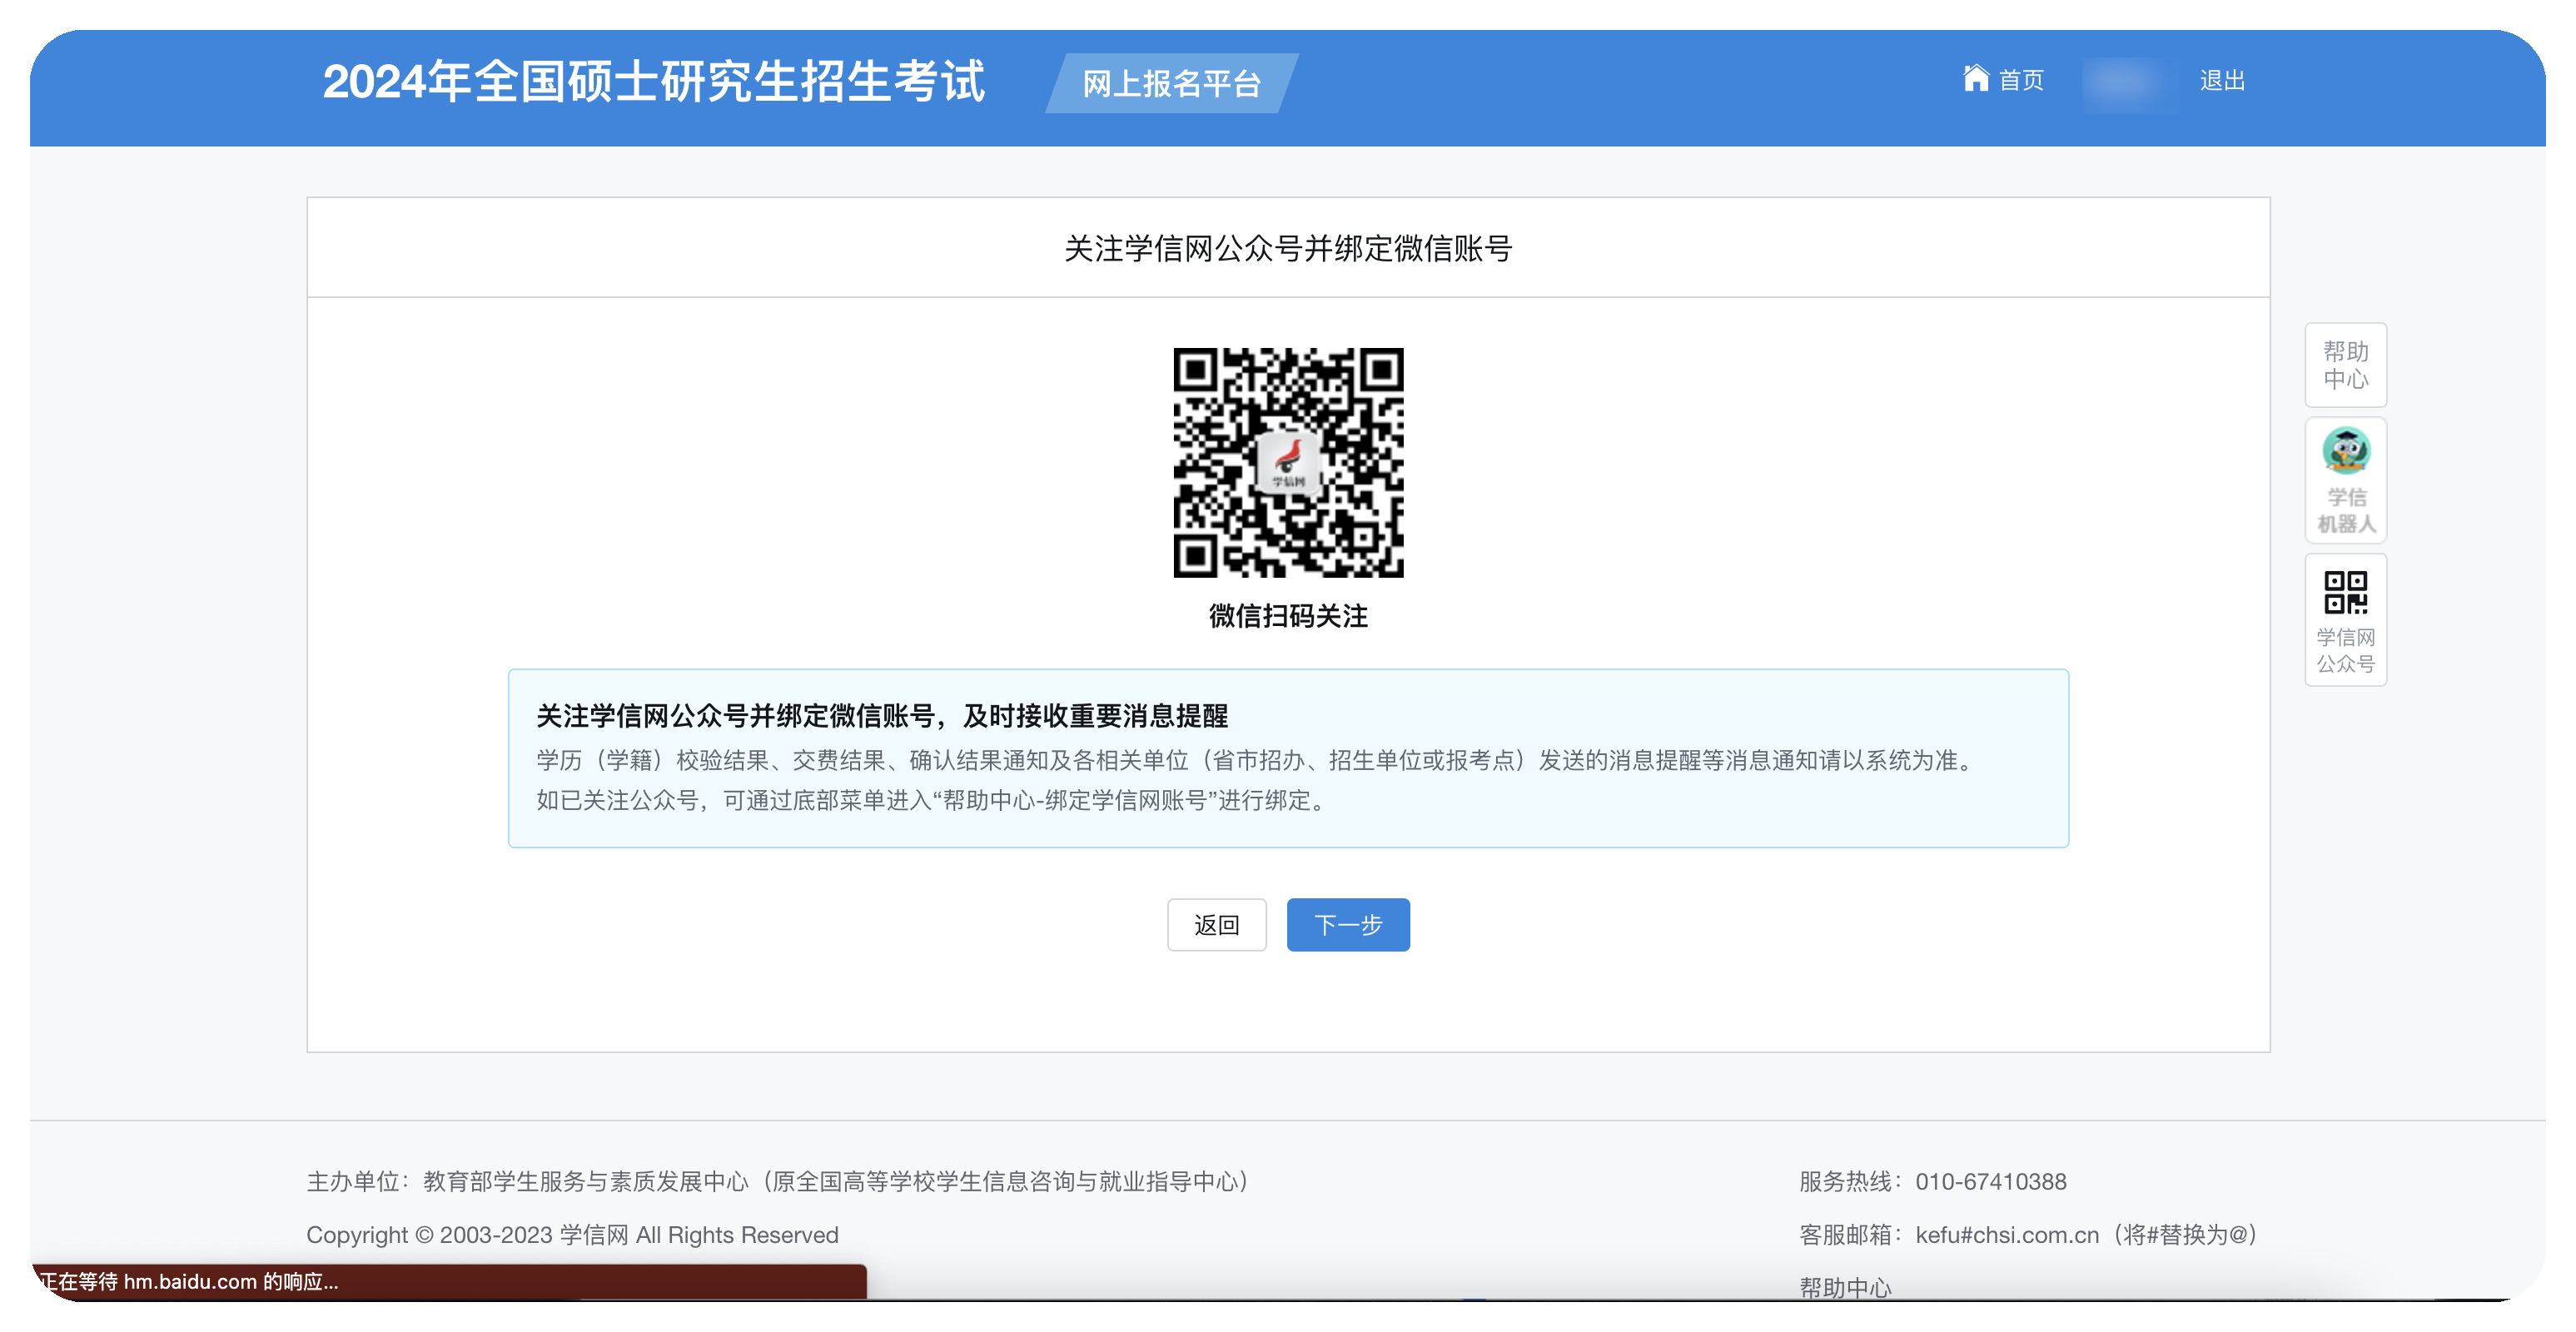 2024年全国硕士研究生招生考试
网上报名平台
首页
退出
关注学信网公众号并绑定微信账号
学信网
微信扫码关注
关注学信网公众号并绑定微信账号，及时接收重要消息提醒
学历（学籍）校验结果、交费结果、确认结果通知及各相关单位（省市招办、招生单位或报考点）发送的消息提醒等消息通知请以系统为准。
如已关注公众号，可通过底部菜单进入“帮助中心-绑定学信网账号”进行绑定。
返回
下一步
帮助
中心
学信
机器人
学信网
公众号
主办单位：教育部学生服务与素质发展中心（原全国高等学校学生信息咨询与就业指导中心）
服务热线：010-67410388
Copyright © 2003-2023 学信网 All Rights Reserved
客服邮箱：kefu#chsi.com.cn（将#替换为@）
帮助中心
正在等待 hm.baidu.com 的响应...